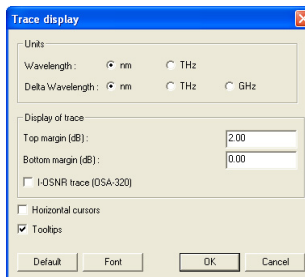 Trace display
Units
Wavelength : nm THz
Delta Wavelength : nm THz GHz
Display of trace
Top margin (dB) : 2.00
Bottom margin (dB) : 0.00
I-OSNR trace (OSA-320)
Horizontal cursors
Tooltips
Default Font OK Cancel